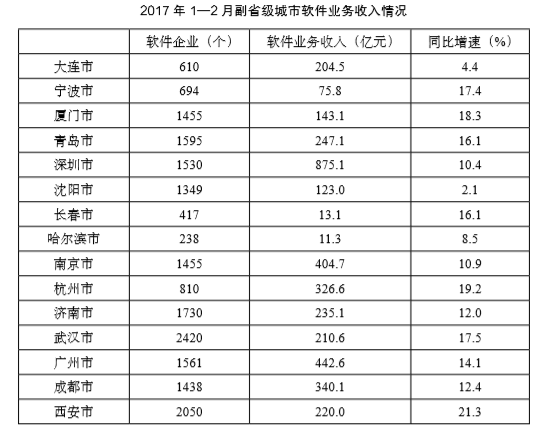 2017 年 1—2 月副省级城市软件业务收入情况
软件企业（个） 软件业务收入（亿元） 同比增速（%）
大连市 610 204.5 4.4
宁波市 694 75.8 17.4
厦门市 1455 143.1 18.3
青岛市 1595 247.1 16.1
深圳市 1530 875.1 10.4
沈阳市 1349 123.0 2.1
长春市 417 13.1 16.1
哈尔滨市 238 11.3 8.5
南京市 1455 404.7 10.9
杭州市 810 326.6 19.2
济南市 1730 235.1 12.0
武汉市 2420 210.6 17.5
广州市 1561 442.6 14.1
成都市 1438 340.1 12.4
西安市 2050 220.0 21.3